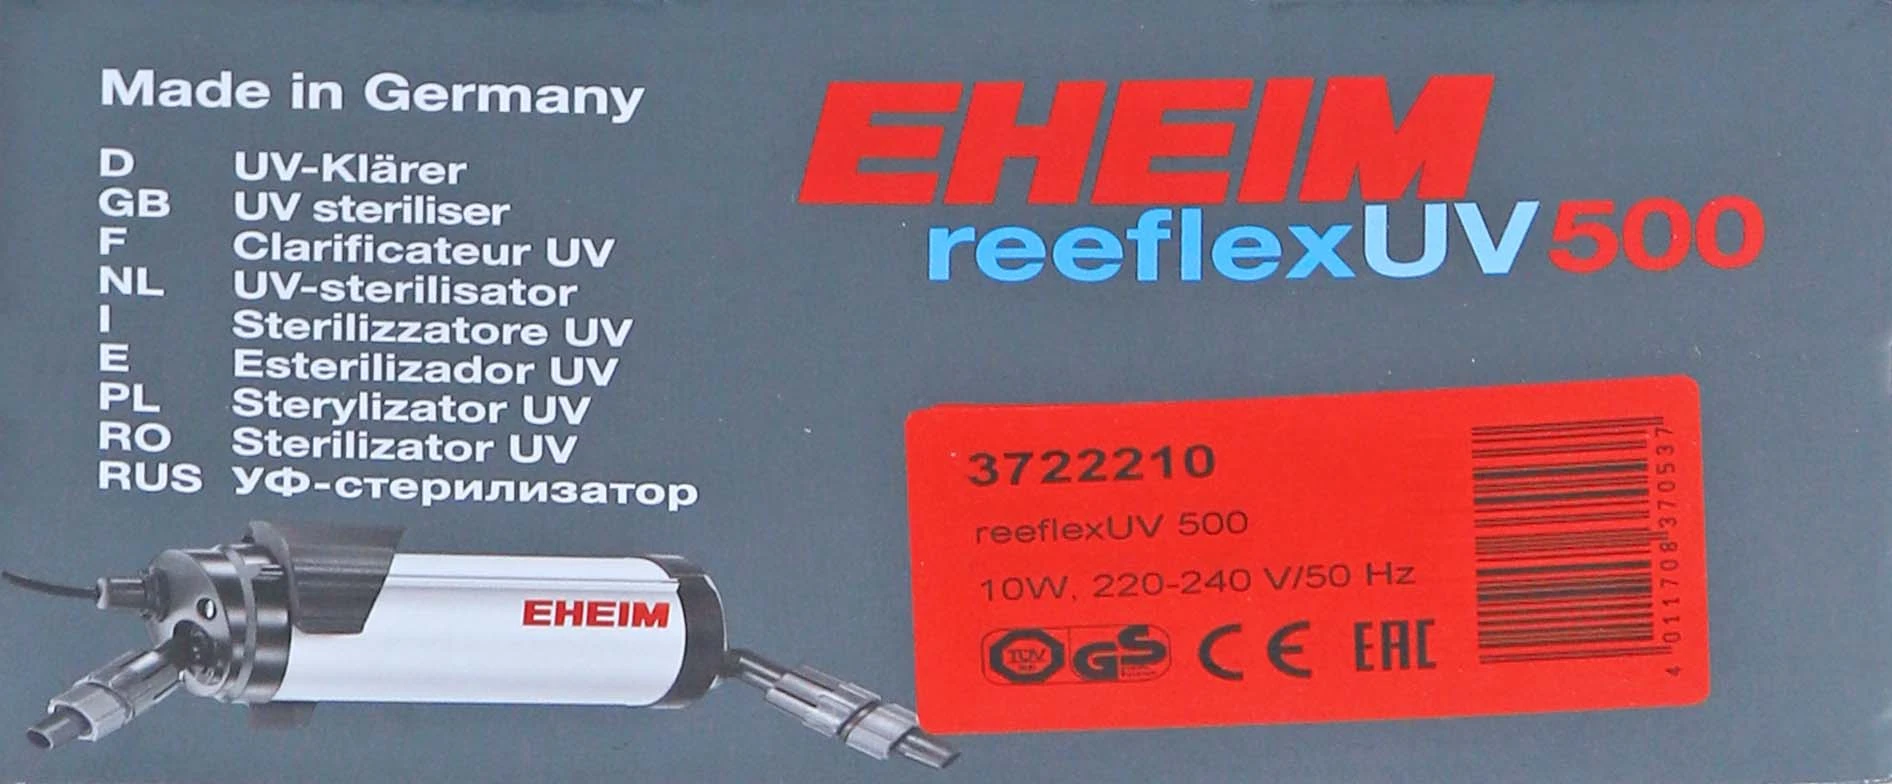 Made in Germany
D UV-Klärer
GB UV steriliser
F Clarificateur UV
NL UV-sterilisator
I Sterilizzatore UV
E Esterilizador UV
PL Sterylizator UV
RO Sterilizator UV
RUS УФ-стерилизатор
EHEIM
EHEIM
reeflexUV500
3722210
reeflexUV 500
10W, 220-240 V/50 Hz
TÜV GS CE EAC
4 011708 370537